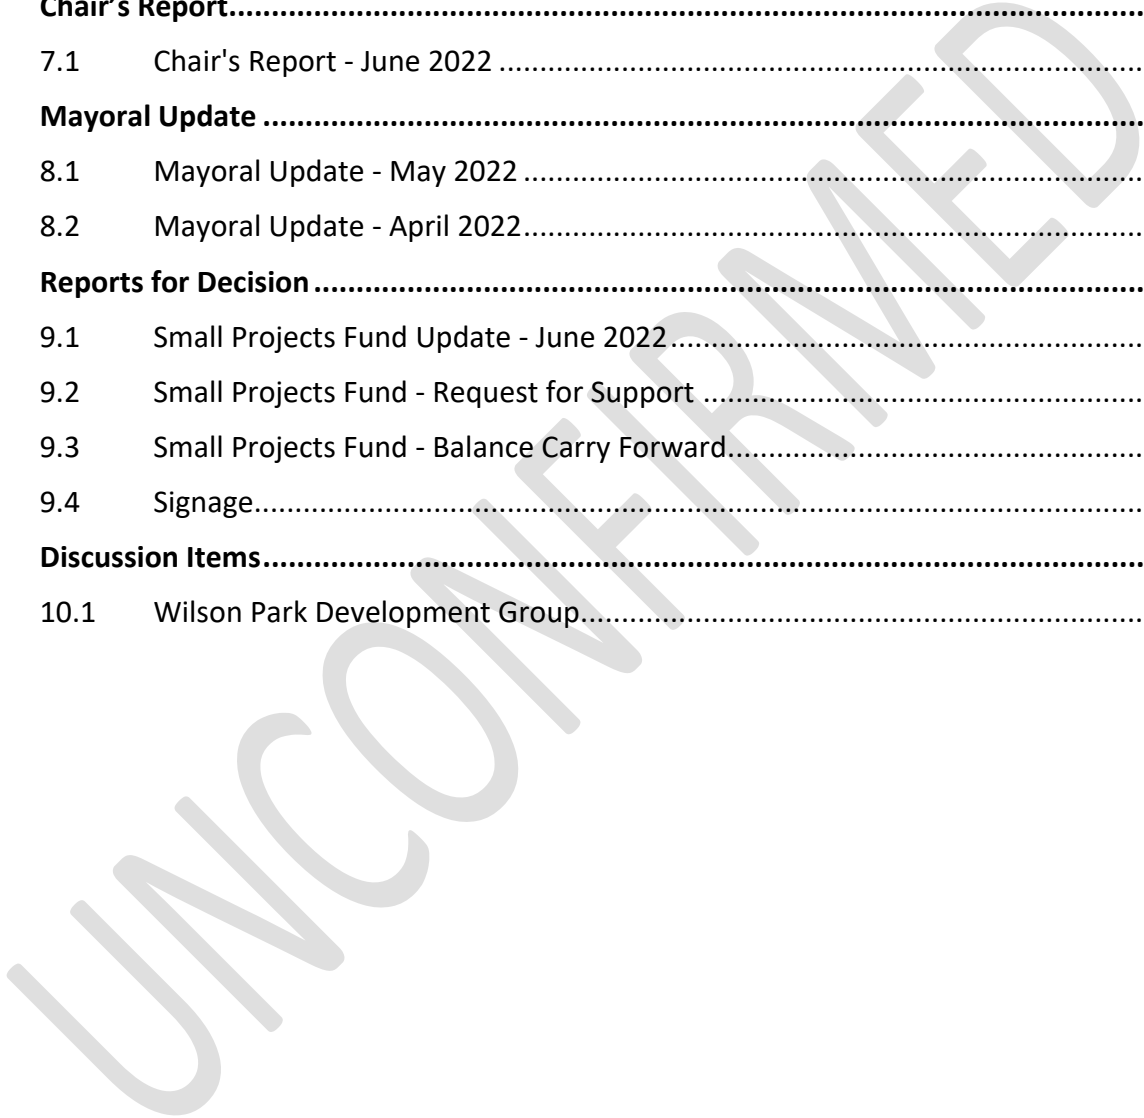 Chair's Report........................................................................................................
7.1 Chair's Report - June 2022 ................................................................................
Mayoral Update ........................................................................................................
8.1 Mayoral Update - May 2022 ................................................................................
8.2 Mayoral Update - April 2022................................................................................
Reports for Decision ................................................................................................
9.1 Small Projects Fund Update - June 2022............................................................
9.2 Small Projects Fund - Request for Support ........................................................
9.3 Small Projects Fund - Balance Carry Forward.....................................................
9.4 Signage................................................................................................................
Discussion Items........................................................................................................
10.1 Wilson Park Development Group.......................................................................
UNCONFIRMED